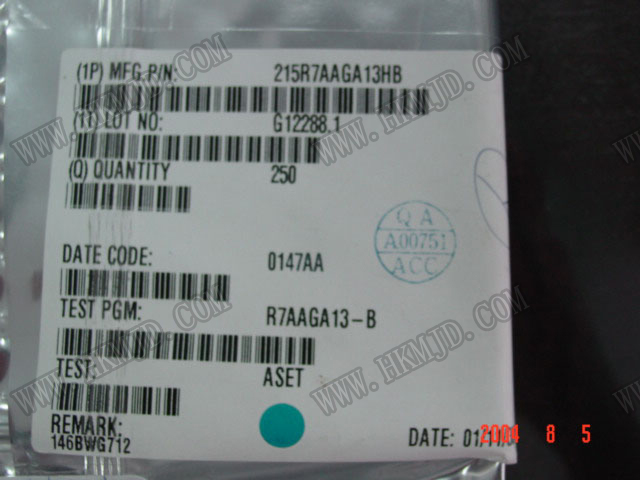 (1P) MFG.P/N: 215R7AAGA13HB
(1T) LOT NO: G12288.1
(Q) QUANTITY 250
QA
A00751
ACC
DATE CODE: 0147AA
TEST PGM: R7AAGA13-B
TEST: ASET
REMARK:
146BWG712
DATE: 01/
2004 8 5
WWW.HKMJD.COM
WWW.HKMJD.COM
WWW.HKMJD.COM
WWW.HKMJD.COM
WWW.HKMJD.COM
WWW.HKMJD.COM